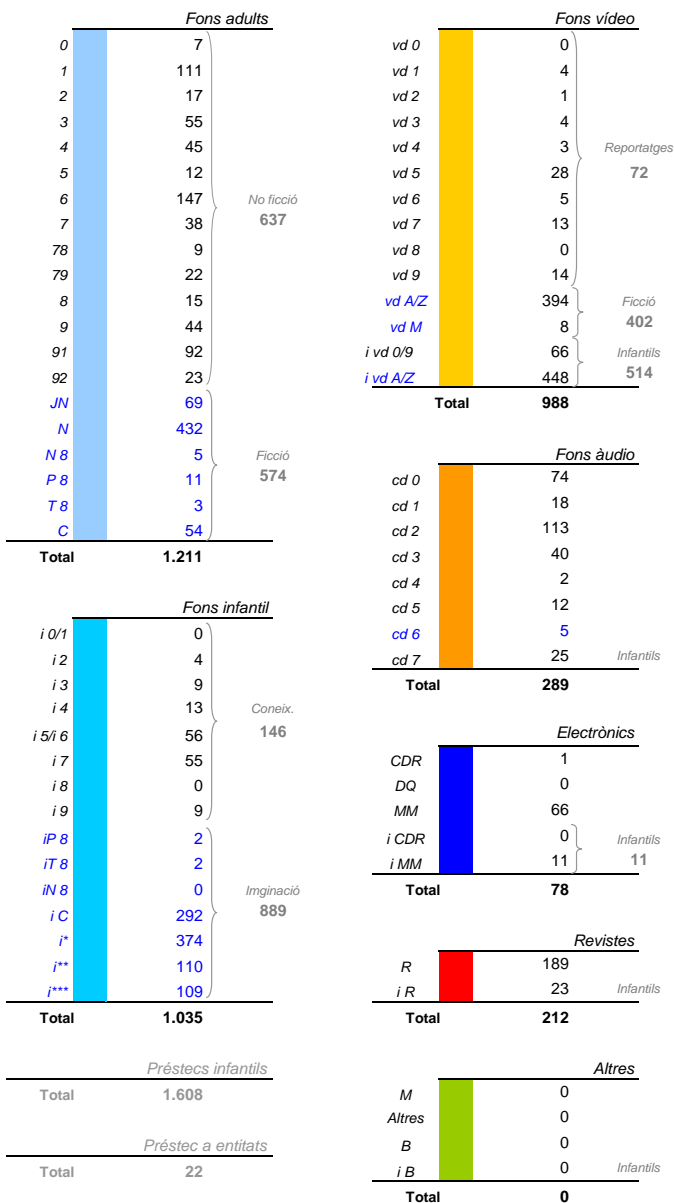 Fons adults
0 7
1 111
2 17
3 55
4 45
5 12
6 147 No ficció
7 38 637
78 9
79 22
8 15
9 44
91 92
92 23
JN 69
N 432
N 8 5 Ficció
P 8 11 574
T 8 3
C 54
Total 1.211
Fons infantil
i 0/1 0
i 2 4
i 3 9
i 4 13 Coneix.
i 5/i 6 56 146
i 7 55
i 8 0
i 9 9
iP 8 2
iT 8 2
iN 8 0 Imginació
i C 292 889
i* 374
i** 110
i*** 109
Total 1.035
Préstecs infantils
Total 1.608
Préstec a entitats
Total 22
Fons vídeo
vd 0 0
vd 1 4
vd 2 1
vd 3 4
vd 4 3 Reportatges
vd 5 28 72
vd 6 5
vd 7 13
vd 8 0
vd 9 14
vd A/Z 394 Ficció
vd M 8 402
i vd 0/9 66 Infantils
i vd A/Z 448 514
Total 988
Fons àudio
cd 0 74
cd 1 18
cd 2 113
cd 3 40
cd 4 2
cd 5 12
cd 6 5
cd 7 25 Infantils
Total 289
Electrònics
CDR 1
DQ 0
MM 66
i CDR 0 Infantils
i MM 11 11
Total 78
Revistes
R 189
i R 23 Infantils
Total 212
Altres
M 0
Altres 0
B 0
i B 0 Infantils
Total 0